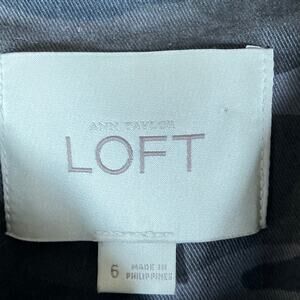 ANN TAYLOR
LOFT
6
MADE IN
PHILIPPINES